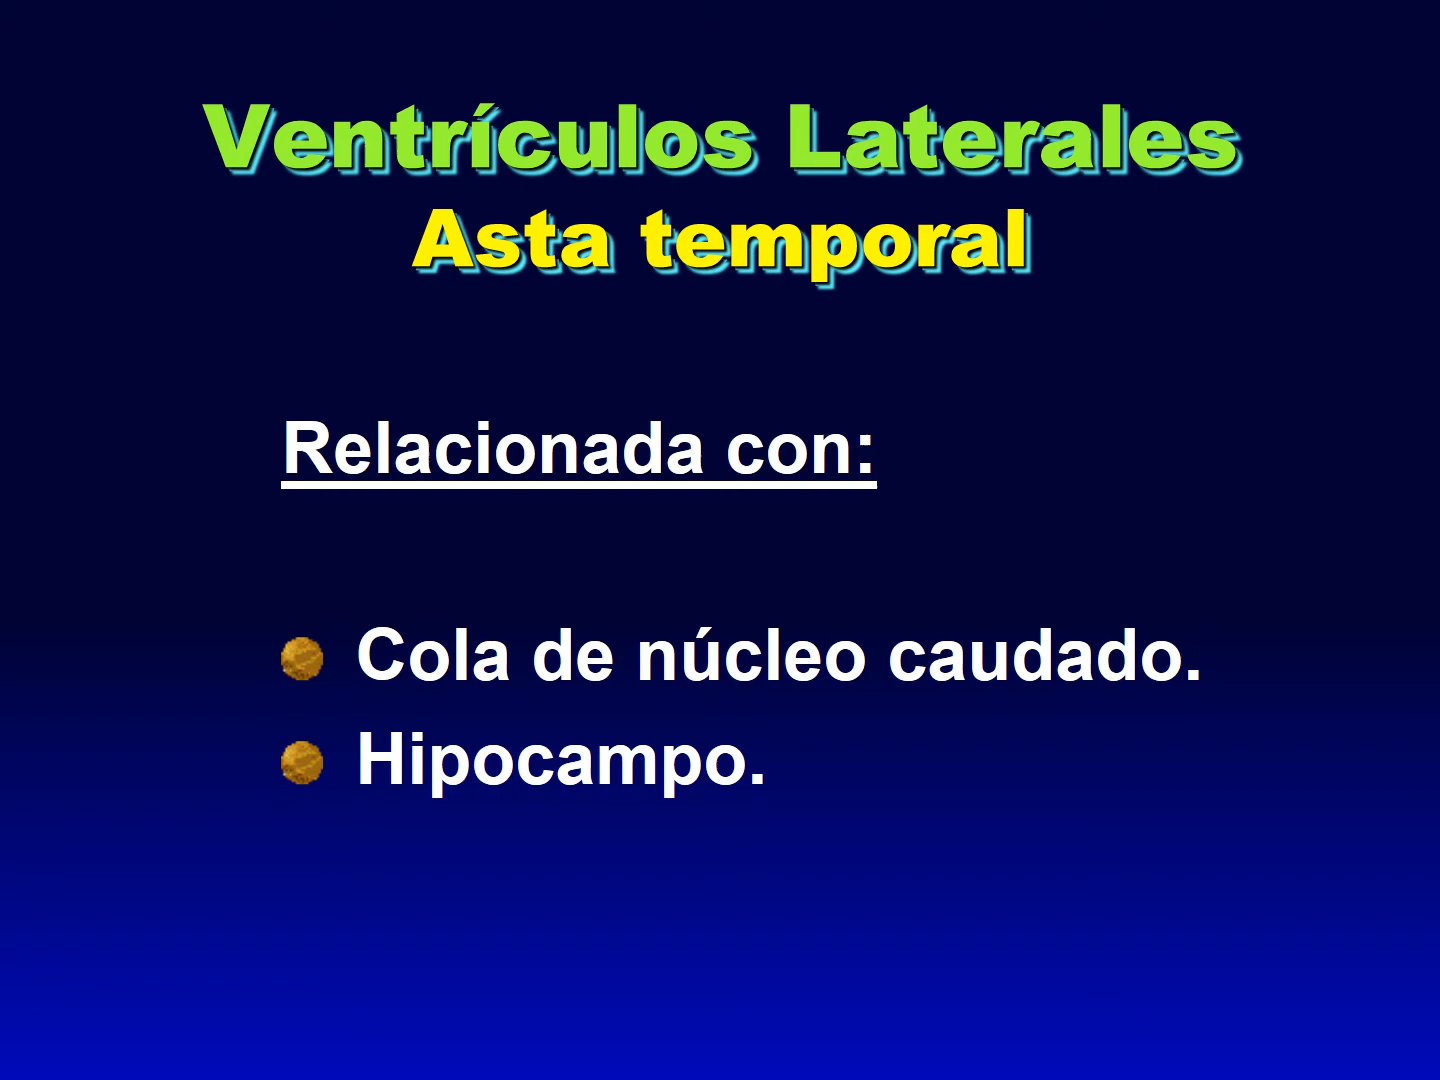 Ventrículos Laterales
Asta temporal
Relacionada con:
Cola de núcleo caudado.
Hipocampo.